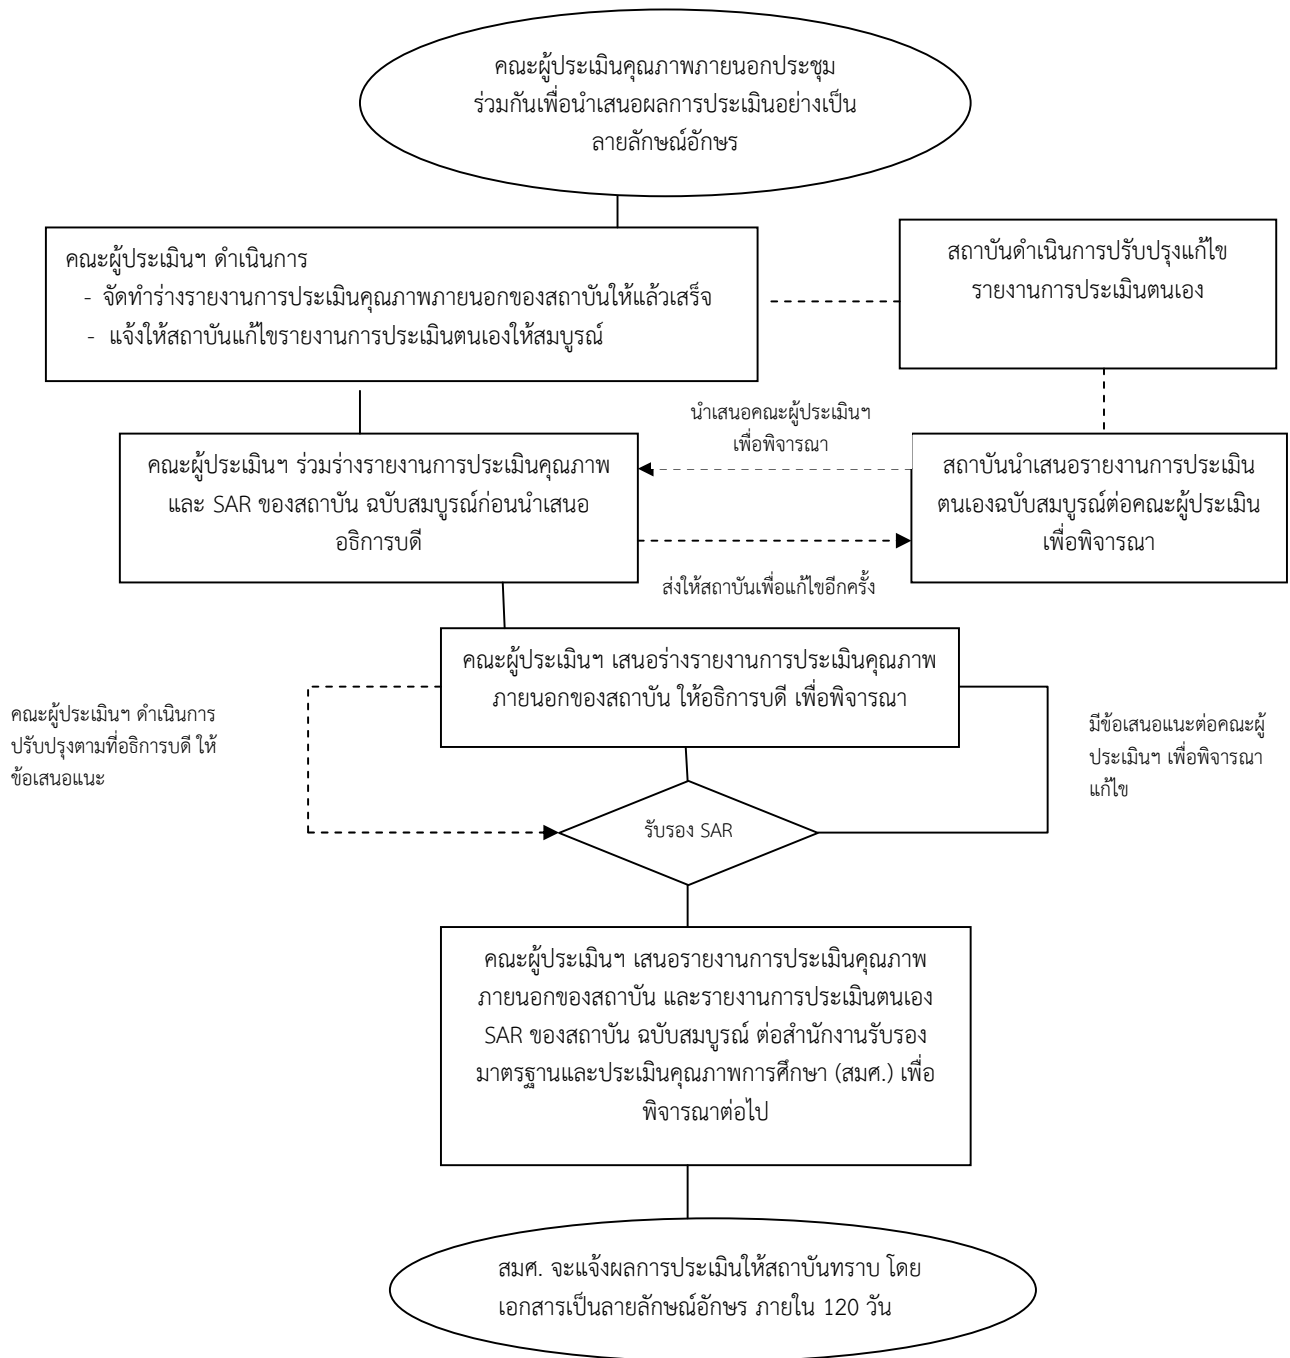 คณะผู้ประเมินคุณภาพภายนอกประชุม
ร่วมกันเพื่อนำเสนอผลการประเมินอย่างเป็น
ลายลักษณ์อักษร
คณะผู้ประเมินฯ ดำเนินการ
- จัดทำร่างรายงานการประเมินคุณภาพภายนอกของสถาบันให้แล้วเสร็จ
- แจ้งให้สถาบันแก้ไขรายงานการประเมินตนเองให้สมบูรณ์
สถาบันดำเนินการปรับปรุงแก้ไข
รายงานการประเมินตนเอง
นำเสนอคณะผู้ประเมินฯ
เพื่อพิจารณา
คณะผู้ประเมินฯ ร่วมร่างรายงานการประเมินคุณภาพ
และ SAR ของสถาบัน ฉบับสมบูรณ์ก่อนนำเสนอ
อธิการบดี
สถาบันนำเสนอรายงานการประเมิน
ตนเองฉบับสมบูรณ์ต่อคณะผู้ประเมิน
เพื่อพิจารณา
ส่งให้สถาบันเพื่อแก้ไขอีกครั้ง
คณะผู้ประเมินฯ เสนอร่างรายงานการประเมินคุณภาพ
ภายนอกของสถาบัน ให้อธิการบดี เพื่อพิจารณา
คณะผู้ประเมินฯ ดำเนินการ
ปรับปรุงตามที่อธิการบดี ให้
ข้อเสนอแนะ
มีข้อเสนอแนะต่อคณะผู้
ประเมินฯ เพื่อพิจารณา
แก้ไข
รับรอง SAR
คณะผู้ประเมินฯ เสนอรายงานการประเมินคุณภาพ
ภายนอกของสถาบัน และรายงานการประเมินตนเอง
SAR ของสถาบัน ฉบับสมบูรณ์ ต่อสำนักงานรับรอง
มาตรฐานและประเมินคุณภาพการศึกษา (สมศ.) เพื่อ
พิจารณาต่อไป
สมศ. จะแจ้งผลการประเมินให้สถาบันทราบ โดย
เอกสารเป็นลายลักษณ์อักษร ภายใน 120 วัน